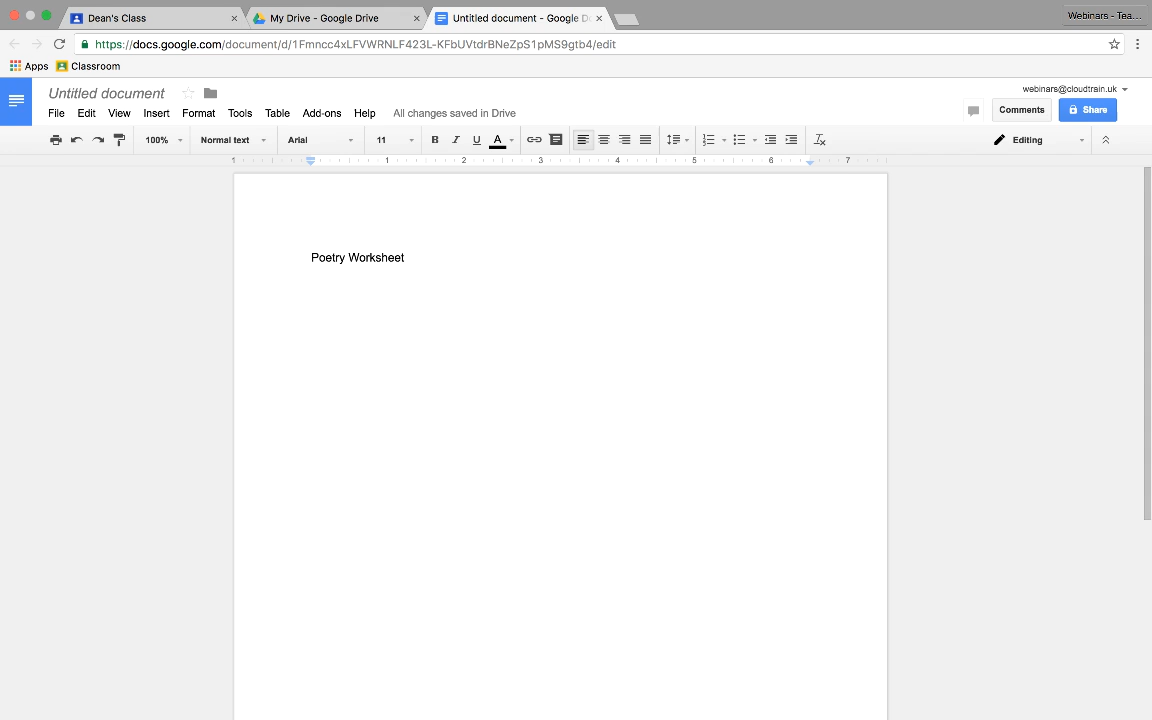 Dean's Class
My Drive - Google Drive
Untitled document - Google D
Webinars - Tea...
https://docs.google.com/document/d/1Fmncc4xLFVWRNLF423L-KFbUVtdrBNeZpS1pMS9gtb4/edit
Apps
Classroom
Untitled document
webinars@cloudtrain.uk
File Edit View Insert Format Tools Table Add-ons Help All changes saved in Drive
Comments
Share
100% Normal text Arial 11 B I U A Editing
1 1 2 3 4 5 6 7
Poetry Worksheet